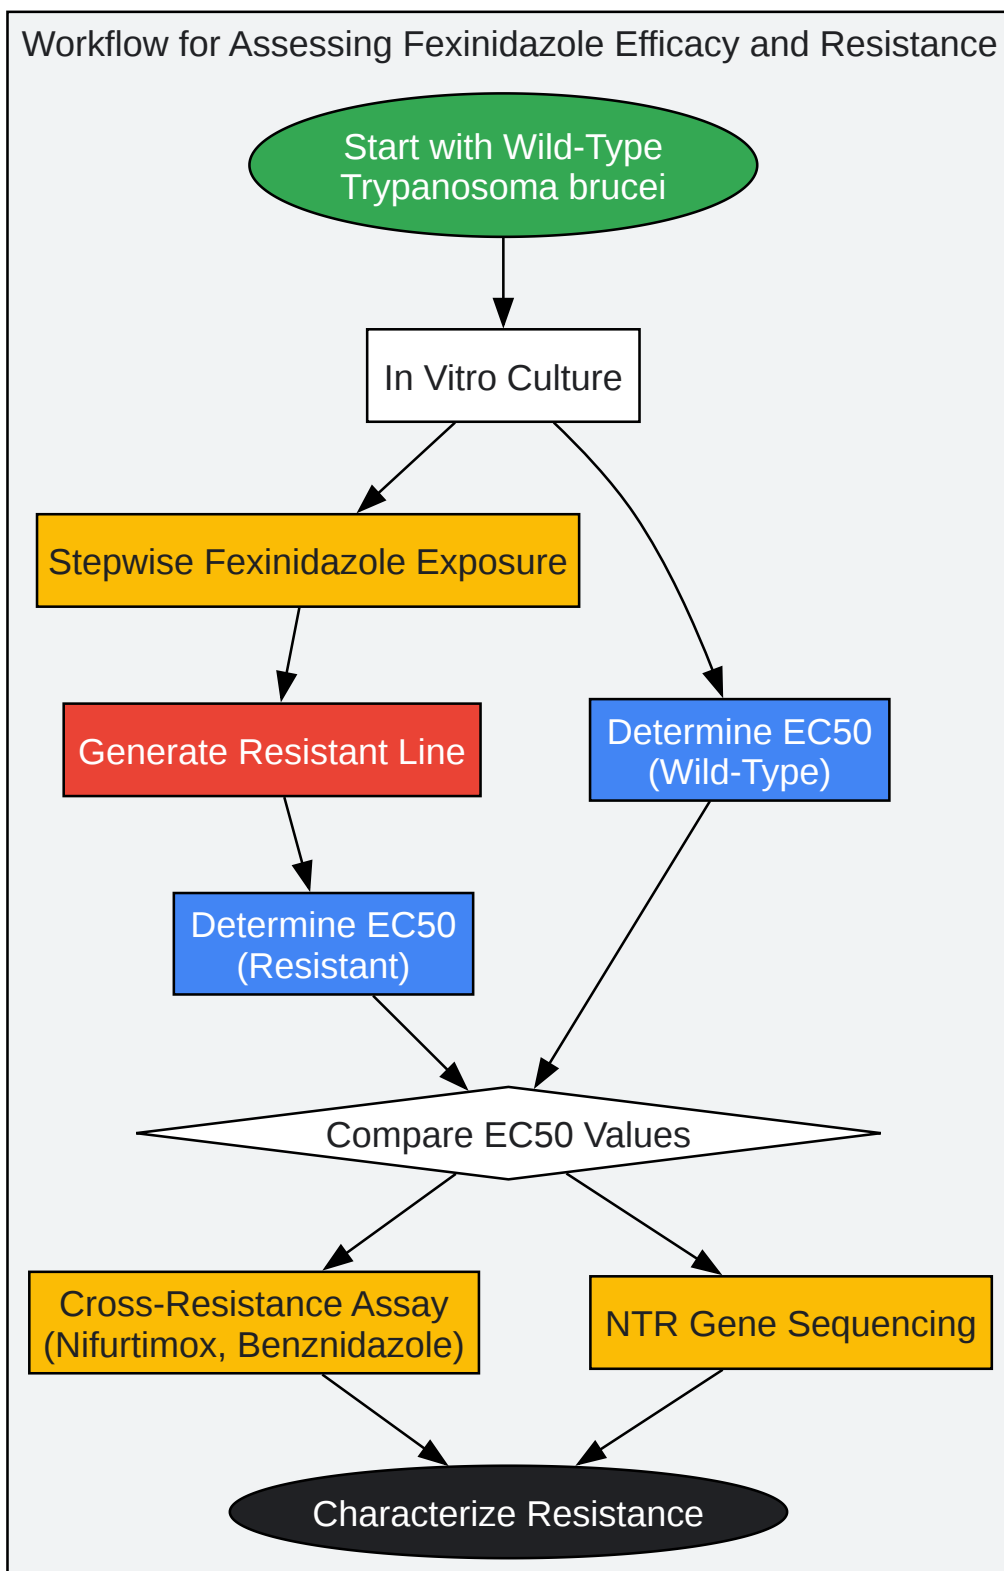 Workflow for Assessing Fexinidazole Efficacy and Resistance
Start with Wild-Type
Trypanosoma brucei
In Vitro Culture
Stepwise Fexinidazole Exposure
Generate Resistant Line
Determine EC50
(Wild-Type)
Determine EC50
(Resistant)
Compare EC50 Values
Cross-Resistance Assay
(Nifurtimox, Benznidazole)
NTR Gene Sequencing
Characterize Resistance